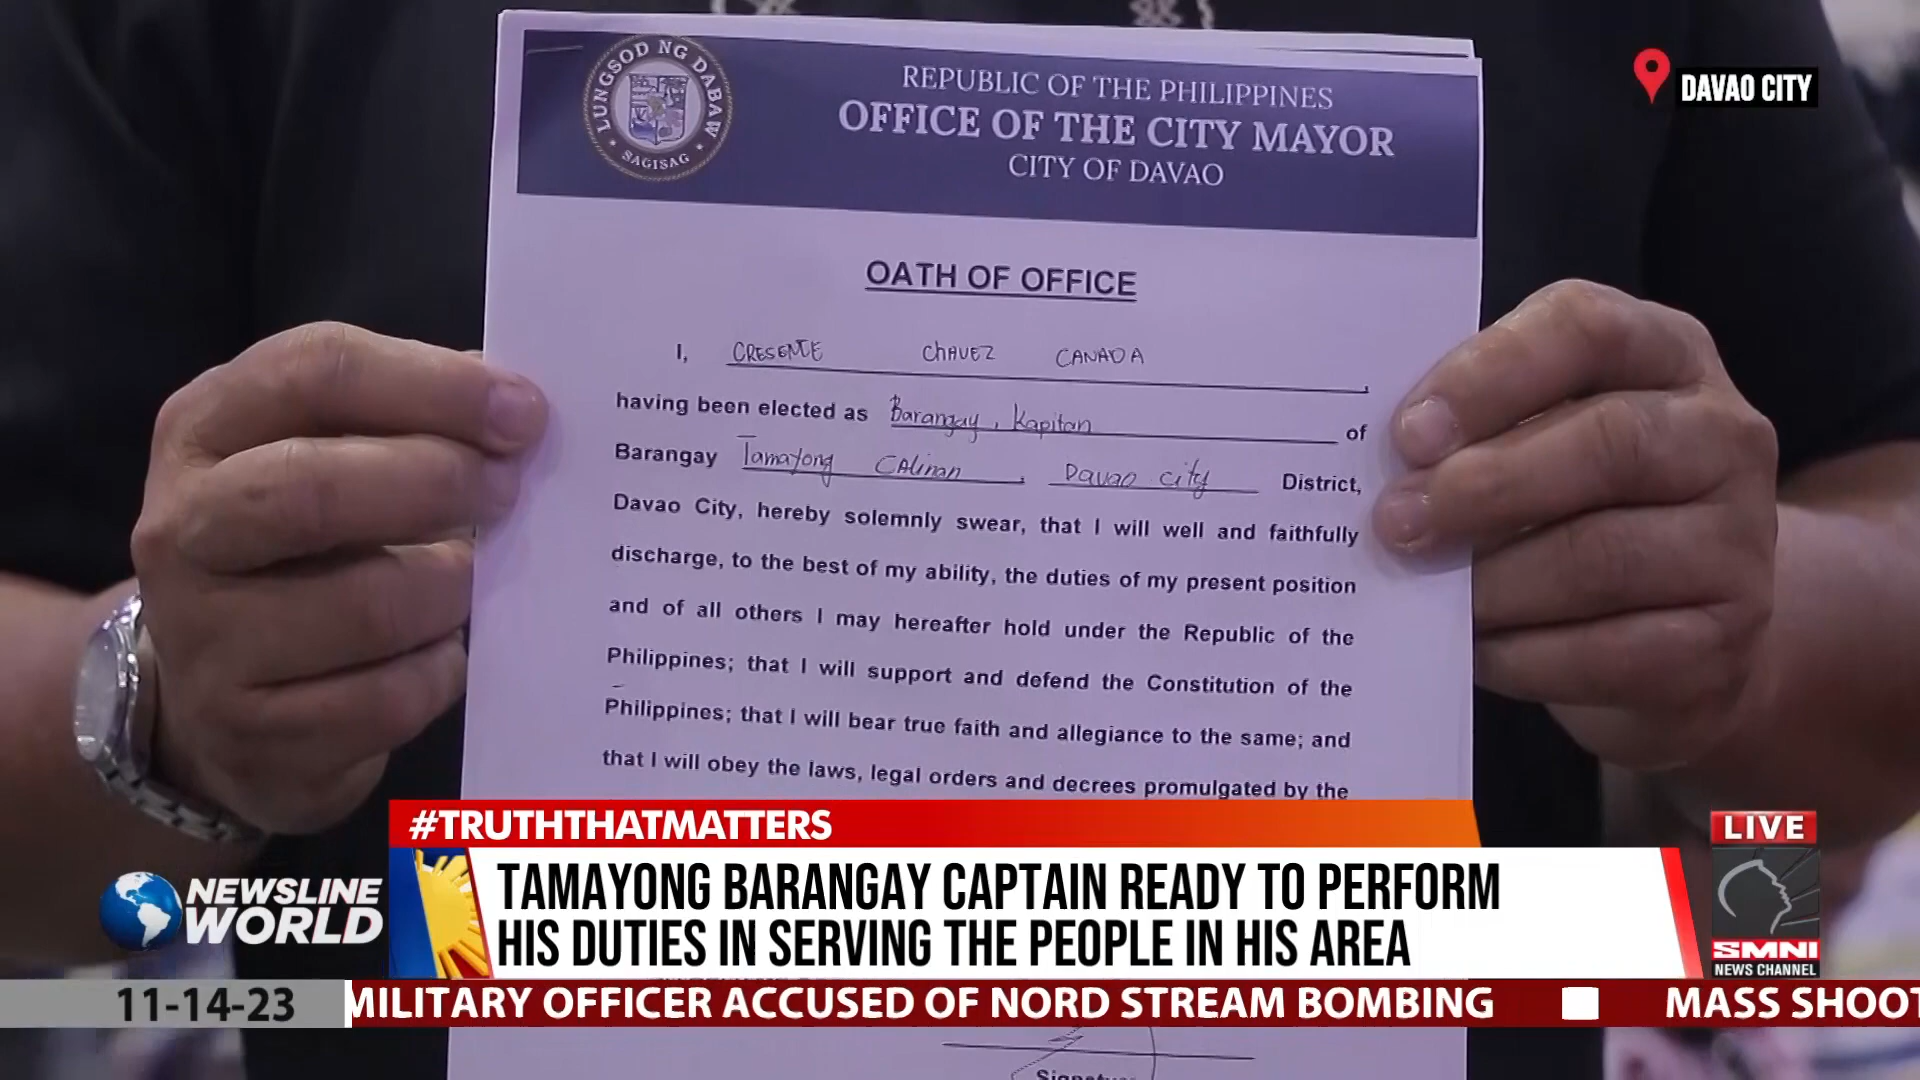 LUNGSOD NG DABAW
SAGISAG
REPUBLIC OF THE PHILIPPINES
OFFICE OF THE CITY MAYOR
CITY OF DAVAO
DAVAO CITY
OATH OF OFFICE
I, CRESENTE CHAVEZ CANADA,
having been elected as Barangay, Kapitan of
Barangay Tamayong CALinan, Davao city District,
Davao City, hereby solemnly swear, that I will well and faithfully
discharge, to the best of my ability, the duties of my present position
and of all others I may hereafter hold under the Republic of the
Philippines; that I will support and defend the Constitution of the
Philippines; that I will bear true faith and allegiance to the same; and
that I will obey the laws, legal orders and decrees promulgated by the
#TRUTHTHATMATTERS
TAMAYONG BARANGAY CAPTAIN READY TO PERFORM
HIS DUTIES IN SERVING THE PEOPLE IN HIS AREA
NEWSLINE
WORLD
LIVE
SMNI
NEWS CHANNEL
11-14-23
MILITARY OFFICER ACCUSED OF NORD STREAM BOMBING MASS SHOOT